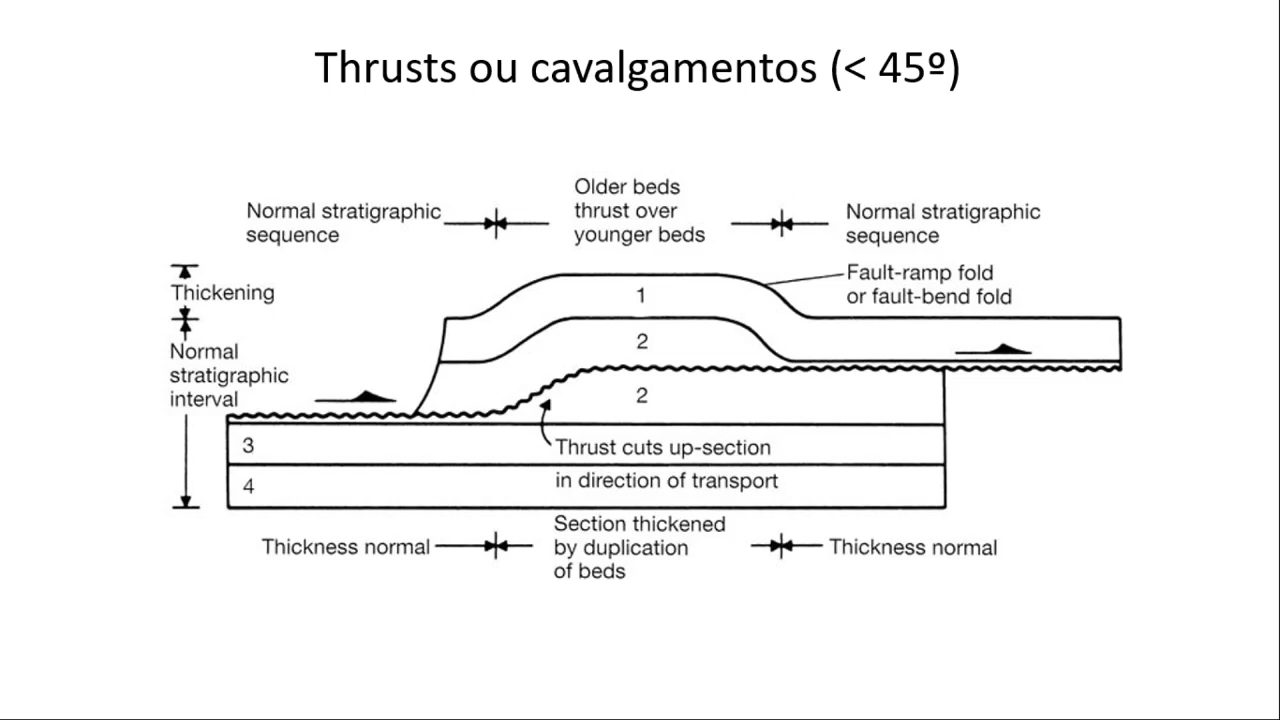 Thrusts ou cavalgamentos (< 45º)
Normal stratigraphic
sequence
Older beds
thrust over
younger beds
Normal stratigraphic
sequence
Thickening
Fault-ramp fold
or fault-bend fold
1
Normal
stratigraphic
interval
2
2
3
Thrust cuts up-section
4
in direction of transport
Thickness normal
Section thickened
by duplication
of beds
Thickness normal